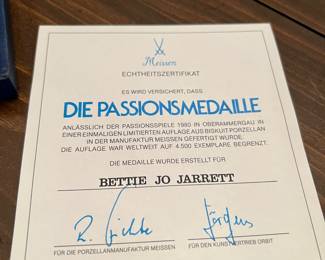 Meissen
ECHTHEITSZERTIFIKAT
ES WIRD VERSICHERT, DASS
DIE PASSIONSMEDAILLE
ANLÄSSLICH DER PASSIONSSPIELE 1980 IN OBERAMMERGAU IN
EINER EINMALIGEN LIMITIERTEN AUFLAGE AUS BISKUIT PORZELLAN
IN DER MANUFAKTUR MEISSEN GEFERTIGT WURDE.
DIE AUFLAGE WAR WELTWEIT AUF 4.500 EXEMPLARE BEGRENZT.
DIE MEDAILLE WURDE ERSTELLT FÜR
BETTIE JO JARRETT
FÜR DIE PORZELLANMANUFAKTUR MEISSEN
FÜR DEN KUNSTVERTRIEB ORBIT